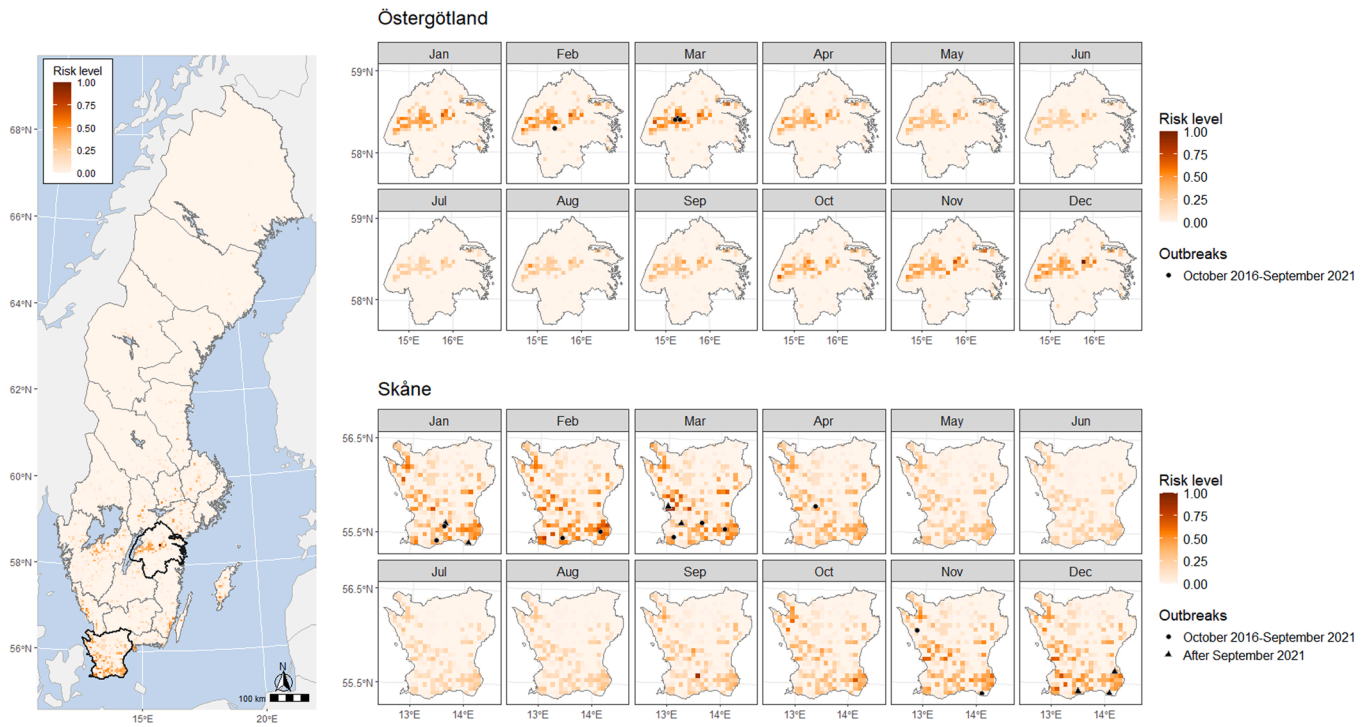 Östergötland
Risk level
1.00
0.75
0.50
0.25
0.00
68°N
66°N
64°N
62°N
60°N
58°N
56°N
15°E 20°E
N
100 km
Jan Feb Mar Apr May Jun
59°N
58°N
Jul Aug Sep Oct Nov Dec
59°N
58°N
15°E 16°E 15°E 16°E 15°E 16°E 15°E 16°E 15°E 16°E 15°E 16°E
Risk level
1.00
0.75
0.50
0.25
0.00
Outbreaks
October 2016-September 2021
Skåne
Jan Feb Mar Apr May Jun
56.5°N
55.5°N
Jul Aug Sep Oct Nov Dec
56.5°N
55.5°N
13°E 14°E 13°E 14°E 13°E 14°E 13°E 14°E 13°E 14°E 13°E 14°E
Risk level
1.00
0.75
0.50
0.25
0.00
Outbreaks
October 2016-September 2021
After September 2021